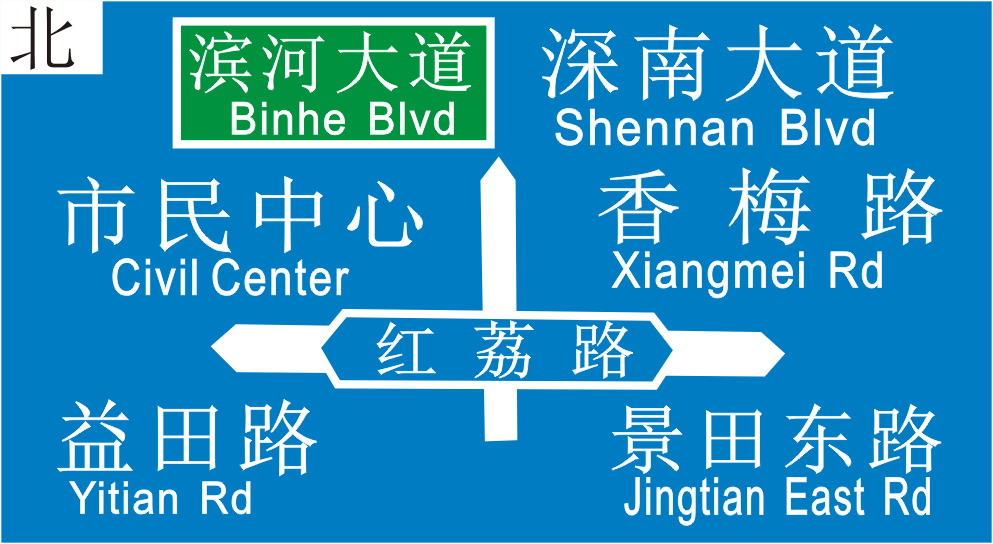 北
滨河大道
Binhe Blvd
深南大道
Shennan Blvd
市民中心
Civil Center
香梅路
Xiangmei Rd
红荔路
益田路
Yitian Rd
景田东路
Jingtian East Rd